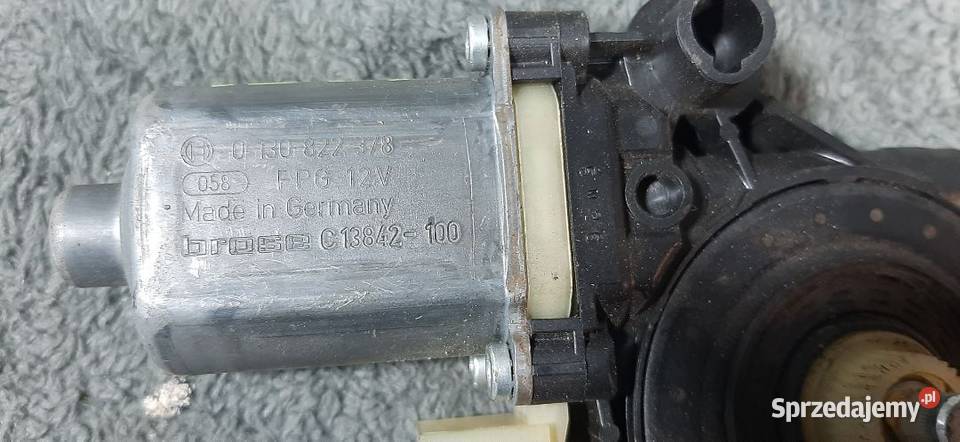 0 130 822 378
058 FPG 12V
Made in Germany
brose C13842-100
Sprzedajemy.pl